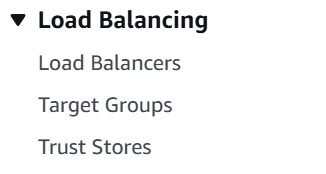 Load Balancing
Load Balancers
Target Groups
Trust Stores